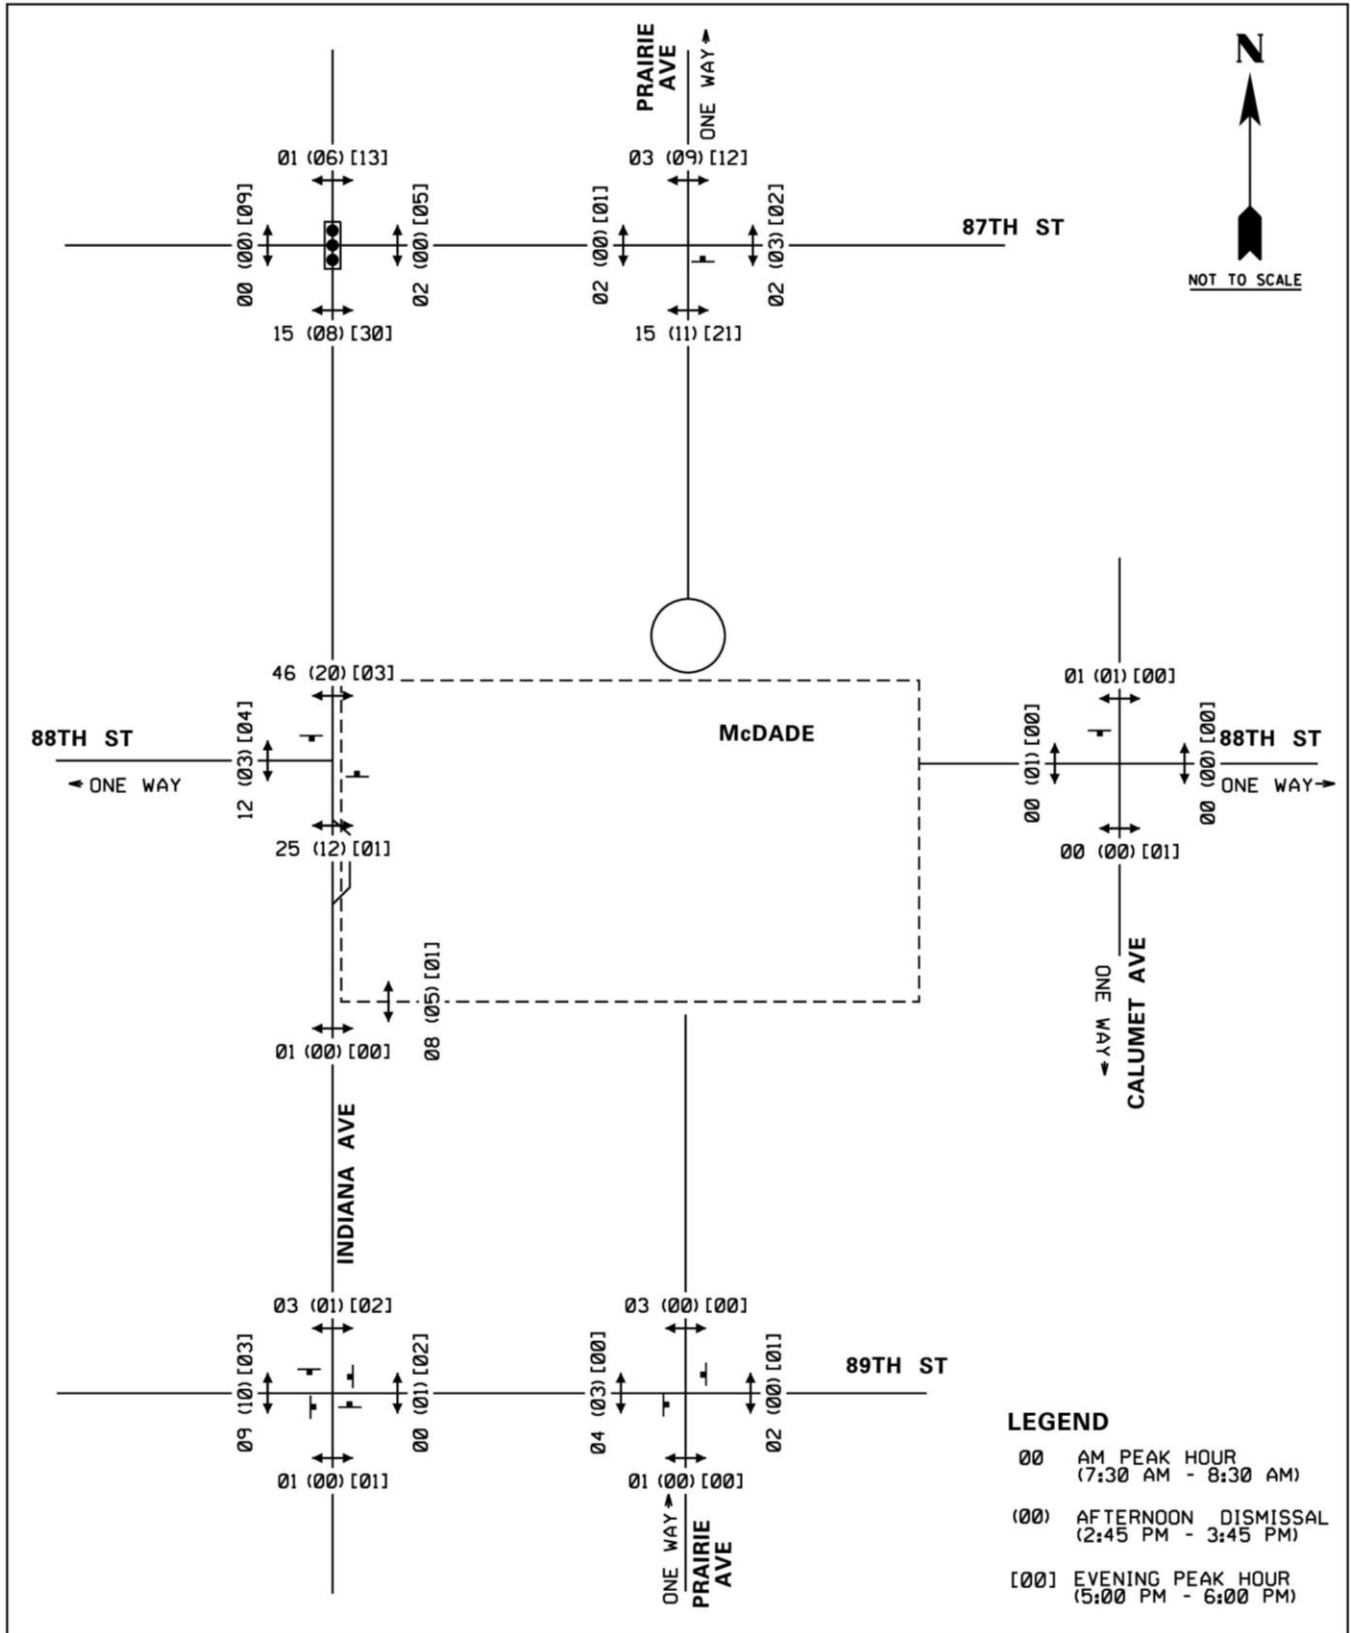 PRAIRIE
AVE
ONE WAY
N
NOT TO SCALE
01 (06) [13]
03 (09) [12]
00 (00) [09]
02 (00) [05]
02 (00) [01]
02 (03) [02]
87TH ST
15 (08) [30]
15 (11) [21]
46 (20) [03]
01 (01) [00]
88TH ST
ONE WAY
12 (03) [04]
McDADE
00 (01) [00]
00 (00) [00]
88TH ST
ONE WAY
25 (12) [01]
00 (00) [01]
08 (05) [01]
01 (00) [00]
ONE WAY
CALUMET AVE
INDIANA AVE
03 (01) [02]
03 (00) [00]
09 (10) [03]
00 (01) [02]
04 (03) [00]
02 (00) [01]
89TH ST
01 (00) [01]
01 (00) [00]
ONE WAY
PRAIRIE
AVE
LEGEND
00 AM PEAK HOUR
(7:30 AM - 8:30 AM)
(00) AFTERNOON DISMISSAL
(2:45 PM - 3:45 PM)
[00] EVENING PEAK HOUR
(5:00 PM - 6:00 PM)